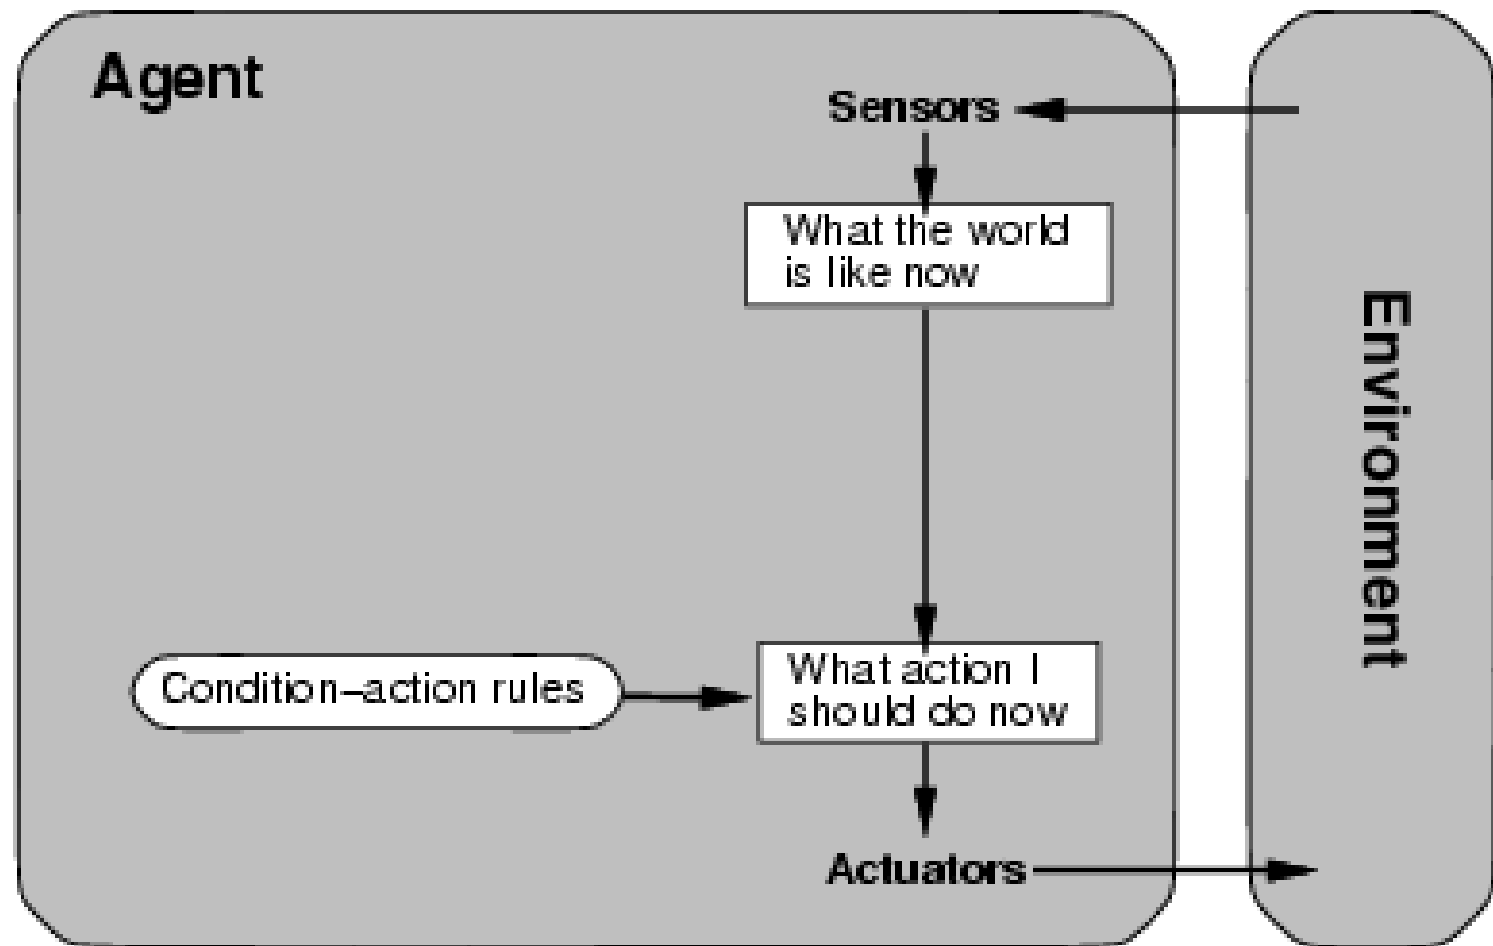 Agent
Sensors
What the world
is like now
Environment
Condition–action rules
What action I
should do now
Actuators